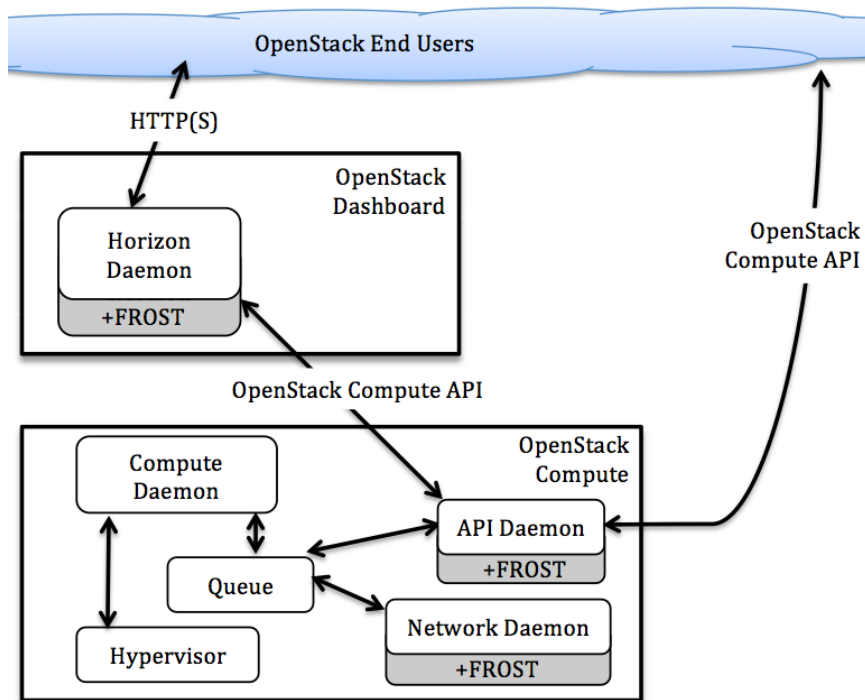 OpenStack End Users
HTTP(S)
OpenStack
Dashboard
Horizon
Daemon
+FROST
OpenStack
Compute API
OpenStack Compute API
OpenStack
Compute
Compute
Daemon
API Daemon
+FROST
Queue
Network Daemon
+FROST
Hypervisor